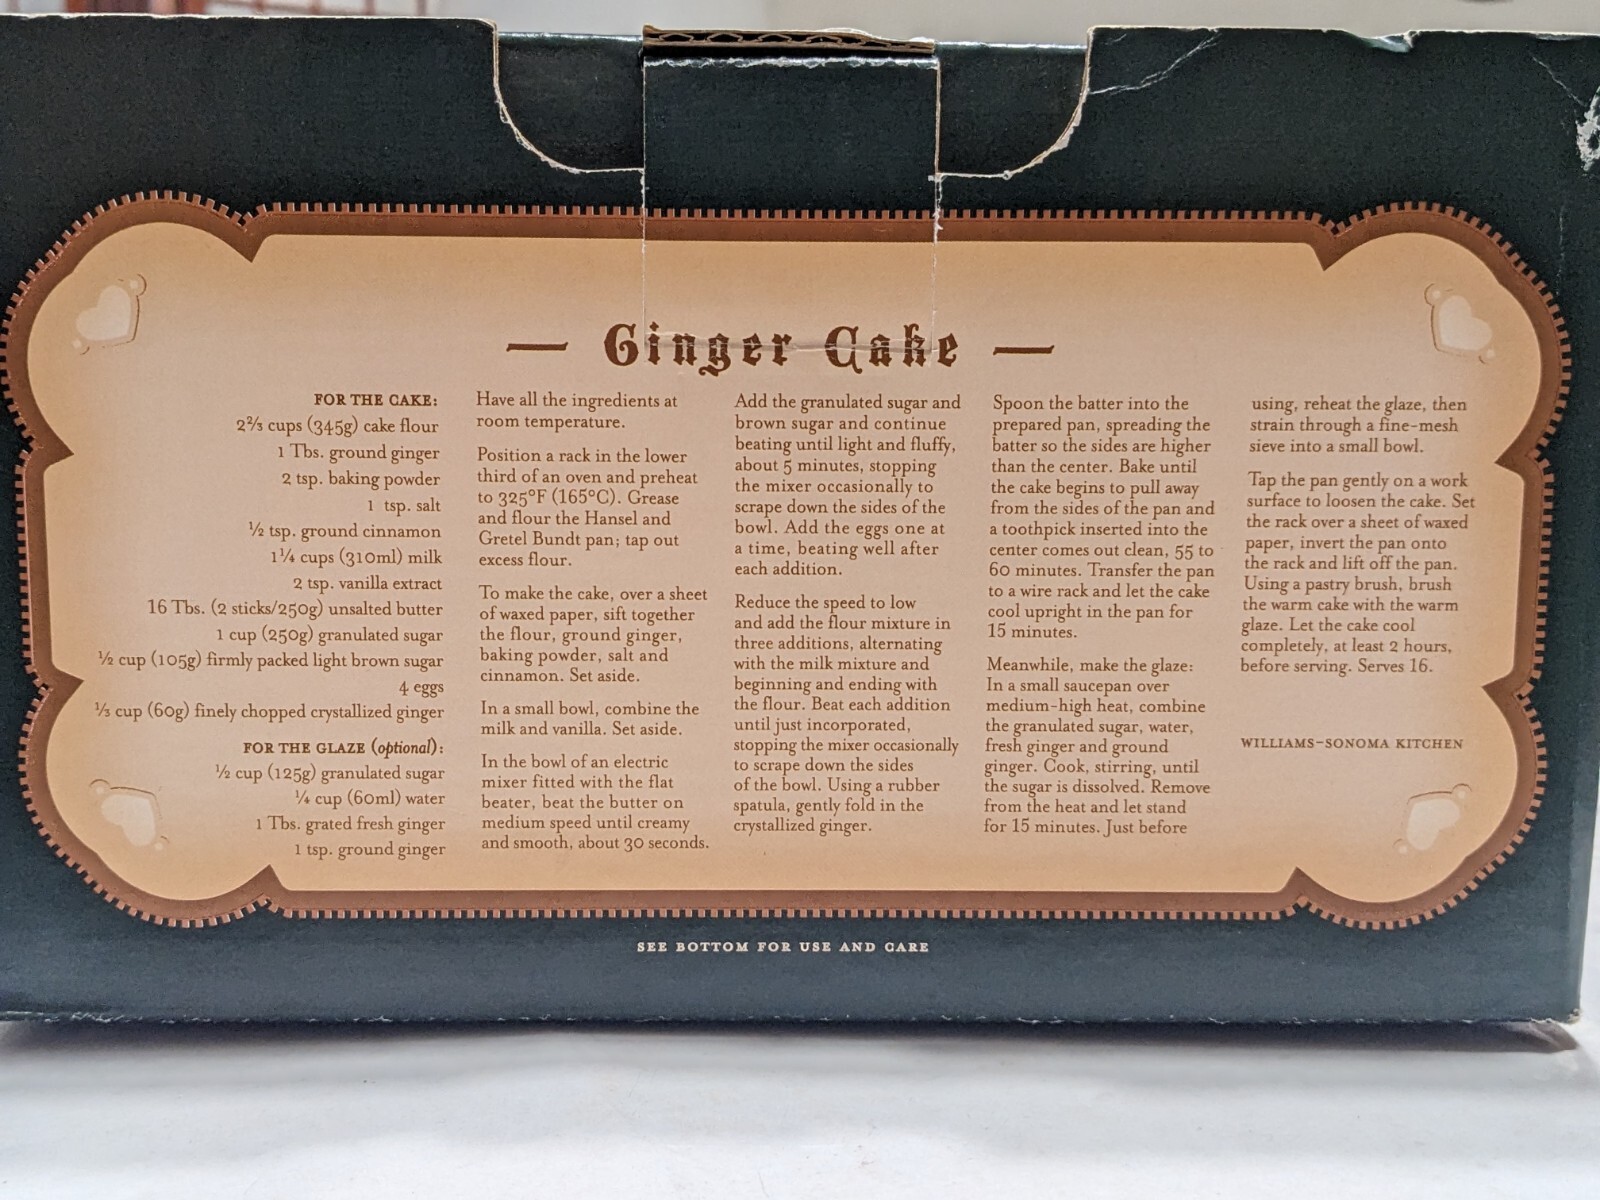 Ginger Cake
FOR THE CAKE:
2⅔ cups (345g) cake flour
1 Tbs. ground ginger
2 tsp. baking powder
1 tsp. salt
½ tsp. ground cinnamon
1¼ cups (310ml) milk
2 tsp. vanilla extract
16 Tbs. (2 sticks/250g) unsalted butter
1 cup (250g) granulated sugar
½ cup (105g) firmly packed light brown sugar
4 eggs
⅓ cup (60g) finely chopped crystallized ginger
FOR THE GLAZE (optional):
½ cup (125g) granulated sugar
¼ cup (60ml) water
1 Tbs. grated fresh ginger
1 tsp. ground ginger
Have all the ingredients at
room temperature.
Position a rack in the lower
third of an oven and preheat
to 325°F (165°C). Grease
and flour the Hansel and
Gretel Bundt pan; tap out
excess flour.
To make the cake, over a sheet
of waxed paper, sift together
the flour, ground ginger,
baking powder, salt and
cinnamon. Set aside.
In a small bowl, combine the
milk and vanilla. Set aside.
In the bowl of an electric
mixer fitted with the flat
beater, beat the butter on
medium speed until creamy
and smooth, about 30 seconds.
Add the granulated sugar and
brown sugar and continue
beating until light and fluffy,
about 5 minutes, stopping
the mixer occasionally to
scrape down the sides of the
bowl. Add the eggs one at
a time, beating well after
each addition.
Reduce the speed to low
and add the flour mixture in
three additions, alternating
with the milk mixture and
beginning and ending with
the flour. Beat each addition
until just incorporated,
stopping the mixer occasionally
to scrape down the sides
of the bowl. Using a rubber
spatula, gently fold in the
crystallized ginger.
Spoon the batter into the
prepared pan, spreading the
batter so the sides are higher
than the center. Bake until
the cake begins to pull away
from the sides of the pan and
a toothpick inserted into the
center comes out clean, 55 to
60 minutes. Transfer the pan
to a wire rack and let the cake
cool upright in the pan for
15 minutes.
Meanwhile, make the glaze:
In a small saucepan over
medium-high heat, combine
the granulated sugar, water,
fresh ginger and ground
ginger. Cook, stirring, until
the sugar is dissolved. Remove
from the heat and let stand
for 15 minutes. Just before
using, reheat the glaze, then
strain through a fine-mesh
sieve into a small bowl.
Tap the pan gently on a work
surface to loosen the cake. Set
the rack over a sheet of waxed
paper, invert the pan onto
the rack and lift off the pan.
Using a pastry brush, brush
the warm cake with the warm
glaze. Let the cake cool
completely, at least 2 hours,
before serving. Serves 16.
WILLIAMS-SONOMA KITCHEN
SEE BOTTOM FOR USE AND CARE